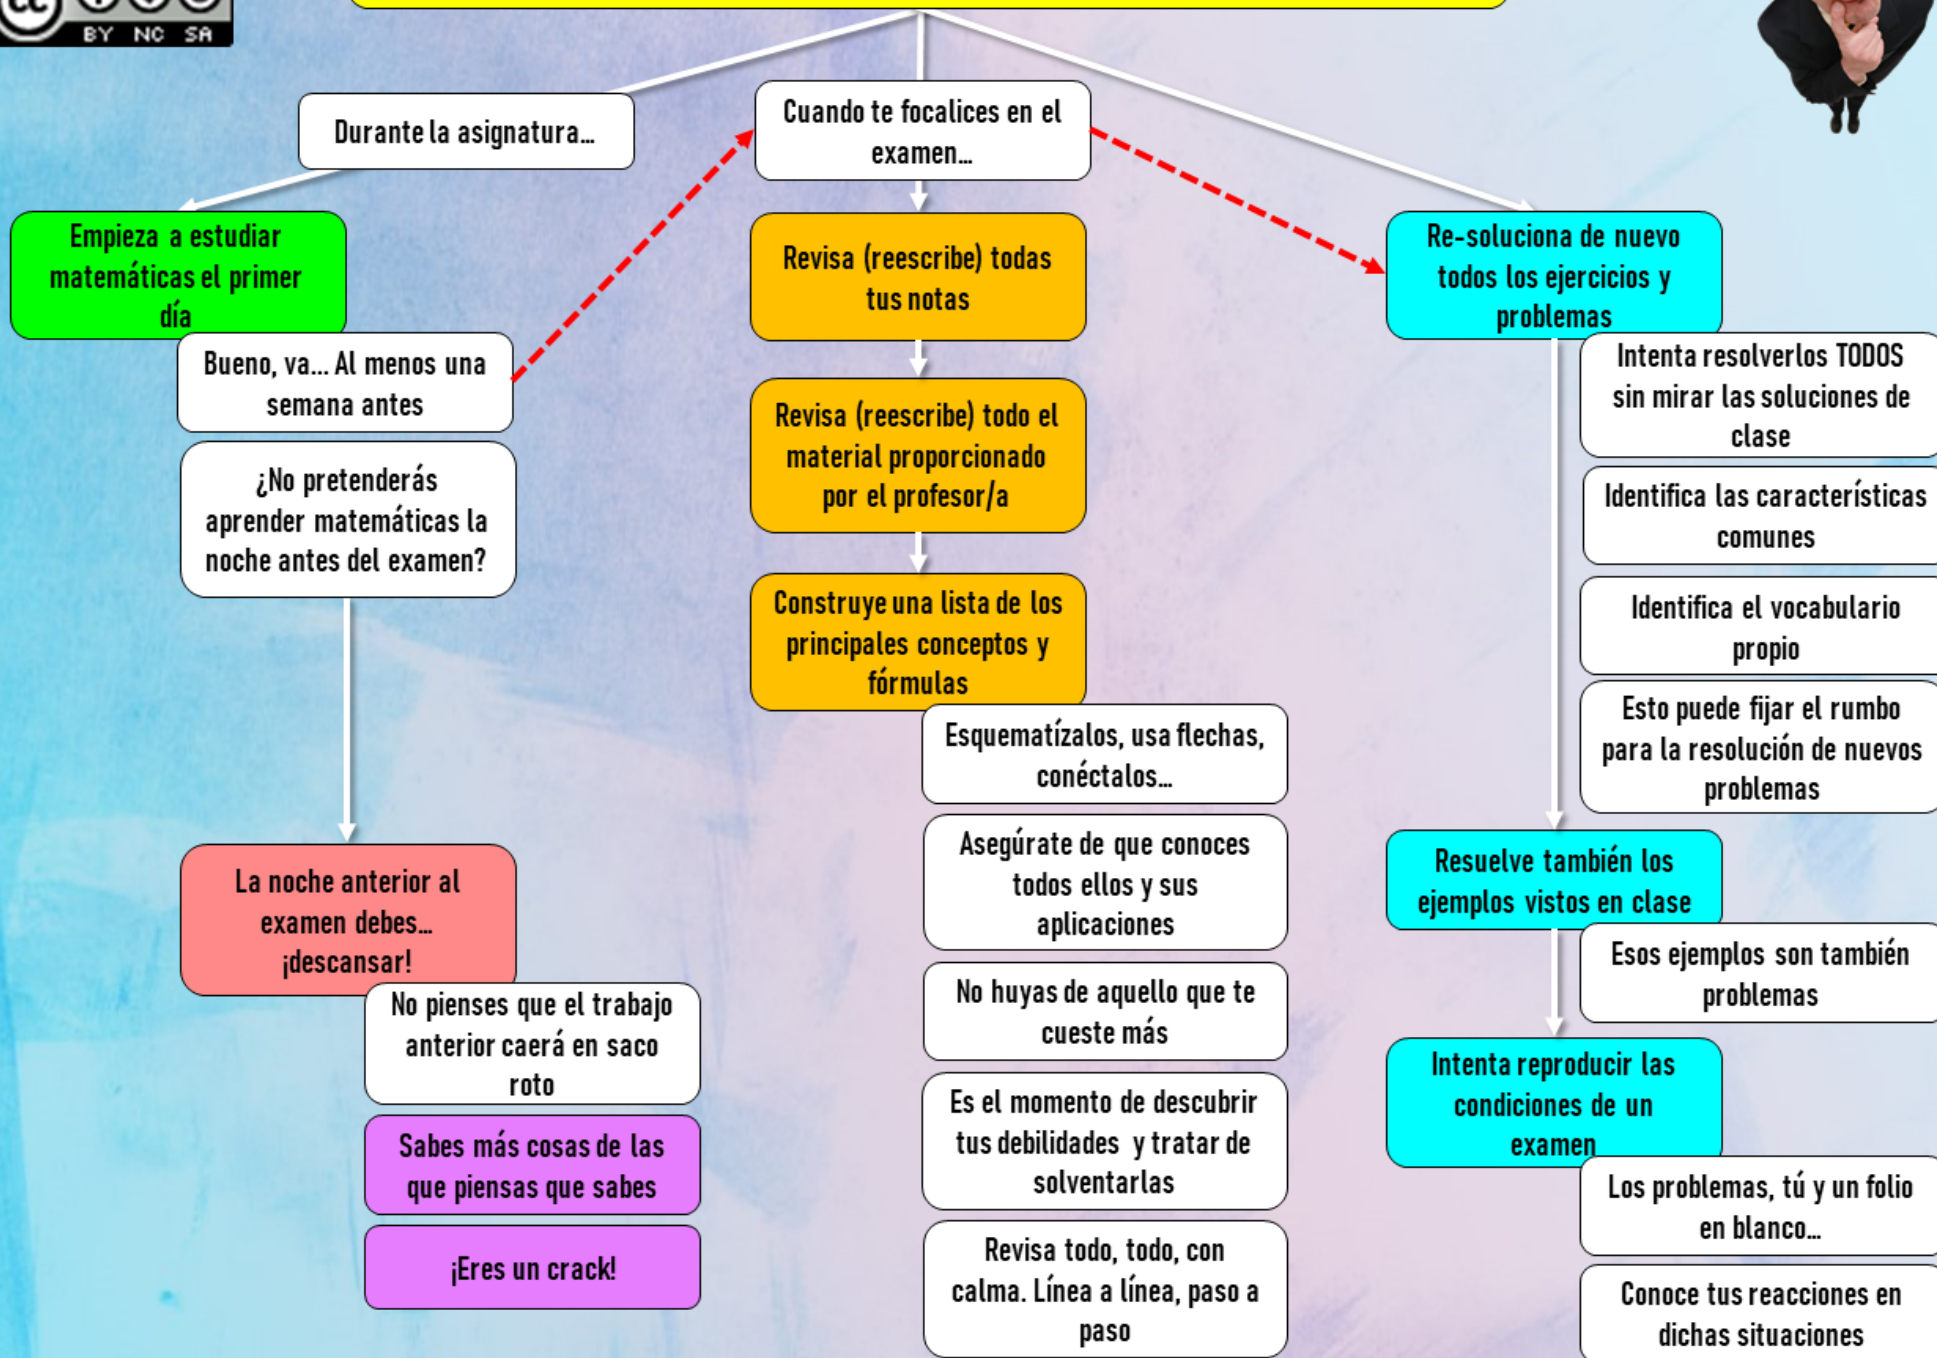 BY NC SA
Durante la asignatura...
Empieza a estudiar
matemáticas el primer
día
Bueno, va... Al menos una
semana antes
¿No pretenderás
aprender matemáticas la
noche antes del examen?
La noche anterior al
examen debes...
¡descansar!
No pienses que el trabajo
anterior caerá en saco
roto
Sabes más cosas de las
que piensas que sabes
¡Eres un crack!
Cuando te focalices en el
examen...
Revisa (reescribe) todas
tus notas
Revisa (reescribe) todo el
material proporcionado
por el profesor/a
Construye una lista de los
principales conceptos y
fórmulas
Esquematízalos, usa flechas,
conéctalos...
Asegúrate de que conoces
todos ellos y sus
aplicaciones
No huyas de aquello que te
cueste más
Es el momento de descubrir
tus debilidades y tratar de
solventarlas
Revisa todo, todo, con
calma. Línea a línea, paso a
paso
Re-soluciona de nuevo
todos los ejercicios y
problemas
Intenta resolverlos TODOS
sin mirar las soluciones de
clase
Identifica las características
comunes
Identifica el vocabulario
propio
Esto puede fijar el rumbo
para la resolución de nuevos
problemas
Resuelve también los
ejemplos vistos en clase
Esos ejemplos son también
problemas
Intenta reproducir las
condiciones de un
examen
Los problemas, tú y un folio
en blanco...
Conoce tus reacciones en
dichas situaciones